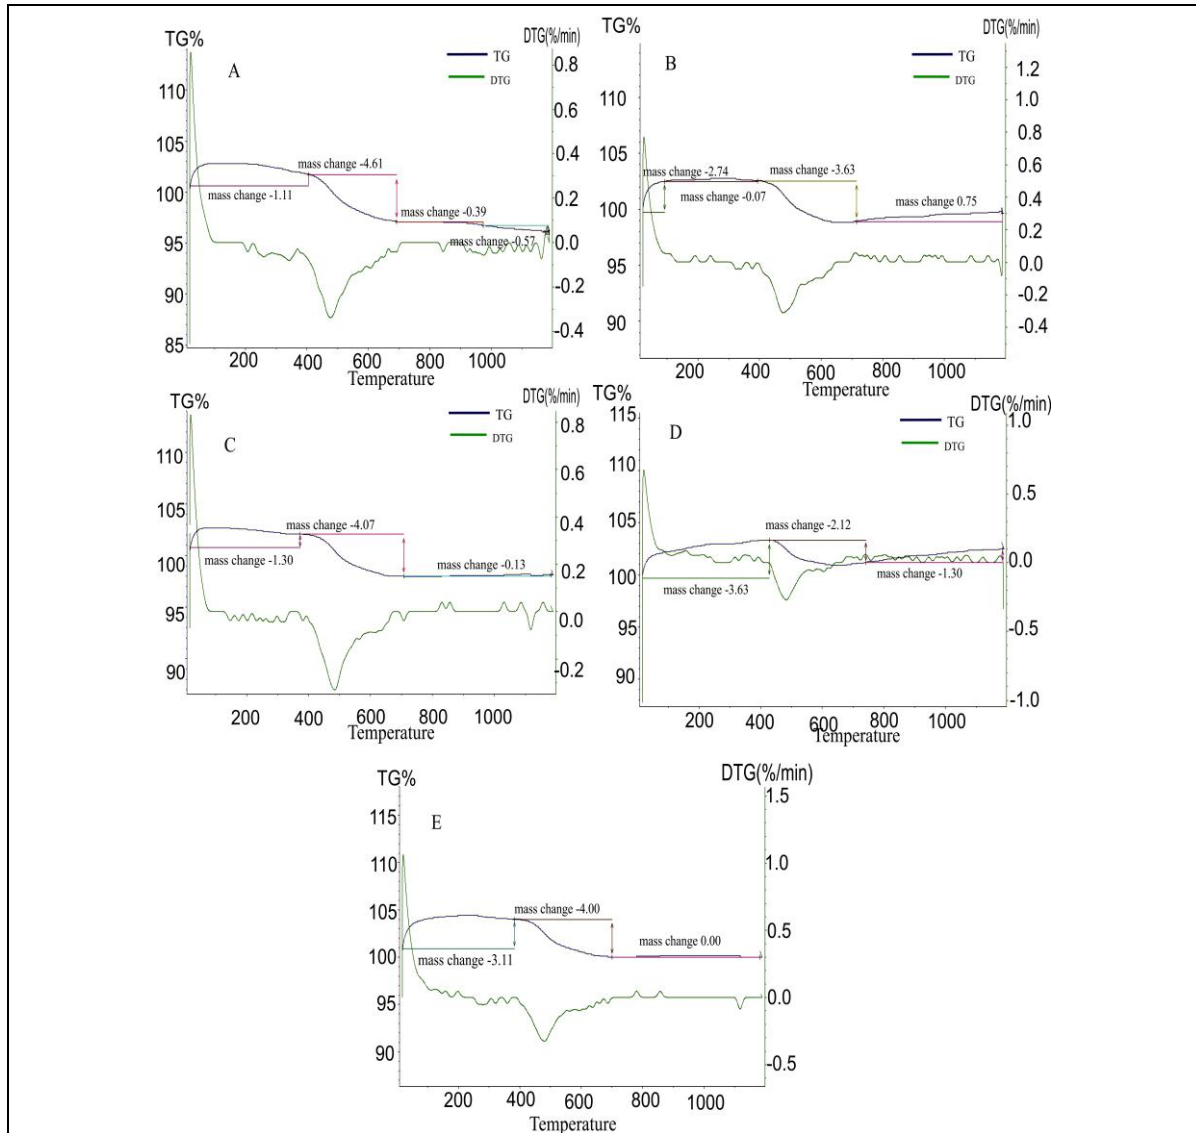 TG%
DTG(%/min)
A
TG
DTG
0.8
0.6
0.4
0.2
0.0
-0.2
-0.4
110
105
100
95
90
85
mass change -4.61
mass change -1.11
mass change -0.39
mass change -0.57
200 400 600 800 1000
Temperature
TG%
DTG(%/min)
B
TG
DTG
1.2
1.0
0.8
0.6
0.4
0.2
0.0
-0.2
-0.4
110
105
100
95
90
mass change -2.74
mass change -3.63
mass change -0.07
mass change 0.75
200 400 600 800 1000
Temperature
TG%
DTG(%/min)
C
TG
DTG
0.8
0.6
0.4
0.2
0.0
-0.2
110
105
100
95
90
mass change -4.07
mass change -1.30
mass change -0.13
200 400 600 800 1000
Temperature
TG%
DTG(%/min)
D
TG
DTG
1.0
0.5
0.0
-0.5
-1.0
115
110
105
100
95
90
mass change -2.12
mass change -3.63
mass change -1.30
200 400 600 800 1000
Temperature
TG%
DTG(%/min)
E
1.5
1.0
0.5
0.0
-0.5
115
110
105
100
95
90
mass change -4.00
mass change -3.11
mass change 0.00
200 400 600 800 1000
Temperature